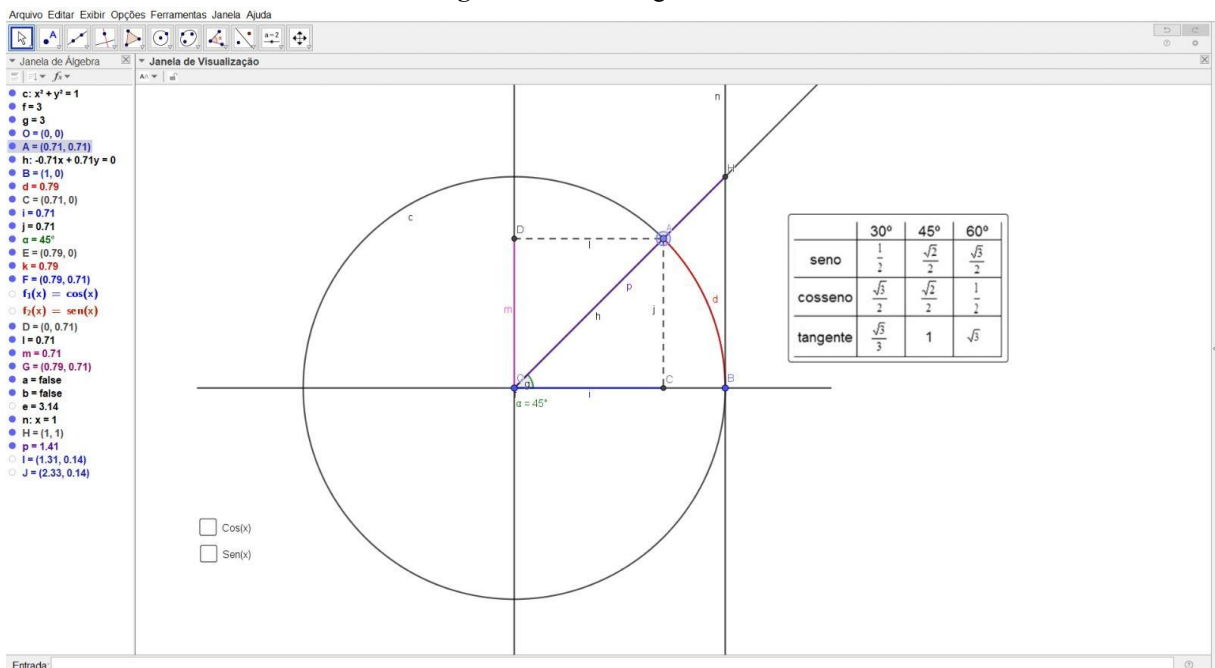 Arquivo Editar Exibir Opções Ferramentas Janela Ajuda
a=2
Janela de Álgebra
Janela de Visualização
c: x² + y² = 1
f = 3
g = 3
O = (0, 0)
A = (0.71, 0.71)
h: -0.71x + 0.71y = 0
B = (1, 0)
d = 0.79
C = (0.71, 0)
i = 0.71
j = 0.71
α = 45°
E = (0.79, 0)
k = 0.79
F = (0.79, 0.71)
f₁(x) = cos(x)
f₂(x) = sen(x)
D = (0, 0.71)
l = 0.71
m = 0.71
G = (0.79, 0.71)
a = false
b = false
e = 3.14
n: x = 1
H = (1, 1)
p = 1.41
I = (1.31, 0.14)
J = (2.33, 0.14)
n
H
c
D
l
A
p
h
j
d
m
O
g
C
B
i
α = 45°
30º 45º 60º
seno 1/2 √2/2 √3/2
cosseno √3/2 √2/2 1/2
tangente √3/3 1 √3
Cos(x)
Sen(x)
Entrada: